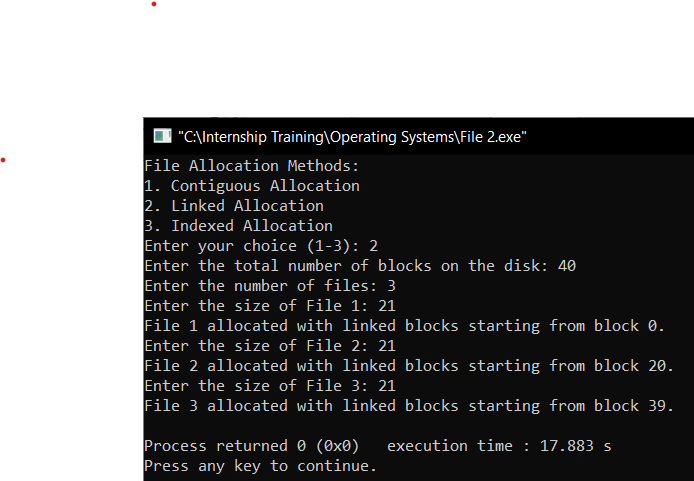 "C:\Internship Training\Operating Systems\File 2.exe"
File Allocation Methods:
1. Contiguous Allocation
2. Linked Allocation
3. Indexed Allocation
Enter your choice (1-3): 2
Enter the total number of blocks on the disk: 40
Enter the number of files: 3
Enter the size of File 1: 21
File 1 allocated with linked blocks starting from block 0.
Enter the size of File 2: 21
File 2 allocated with linked blocks starting from block 20.
Enter the size of File 3: 21
File 3 allocated with linked blocks starting from block 39.
Process returned 0 (0x0)   execution time : 17.883 s
Press any key to continue.